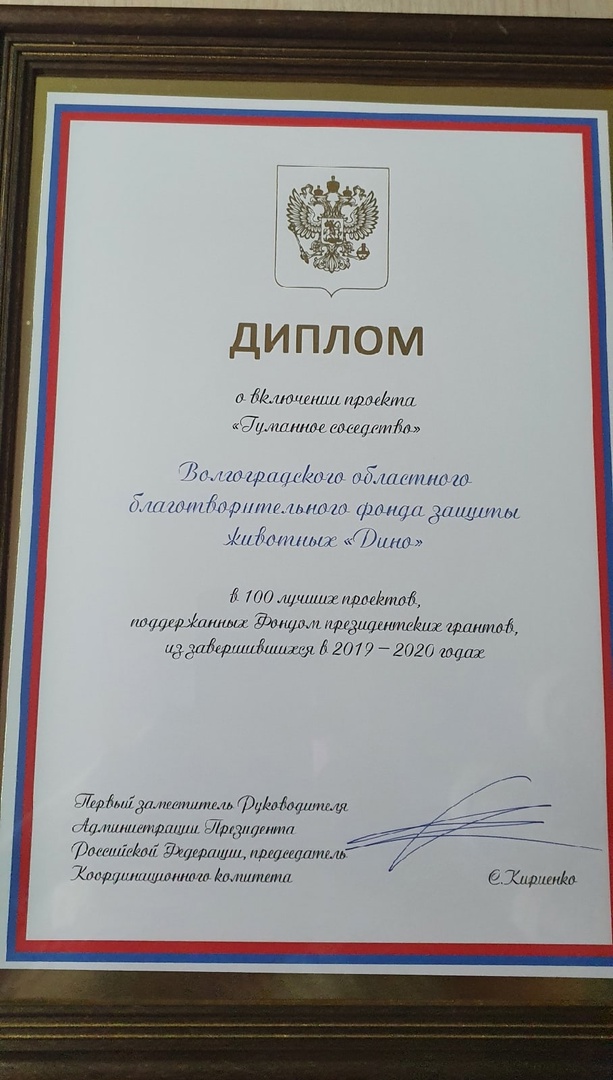 ДИПЛОМ
о включении проекта
«Гуманное соседство»
Волгоградского областного
благотворительного фонда защиты
животных «Дино»
в 100 лучших проектов,
поддержанных Фондом президентских грантов,
из завершившихся в 2019 – 2020 годах
Первый заместитель Руководителя
Администрации Президента
Российской Федерации, председатель
Координационного комитета
С.Кириенко